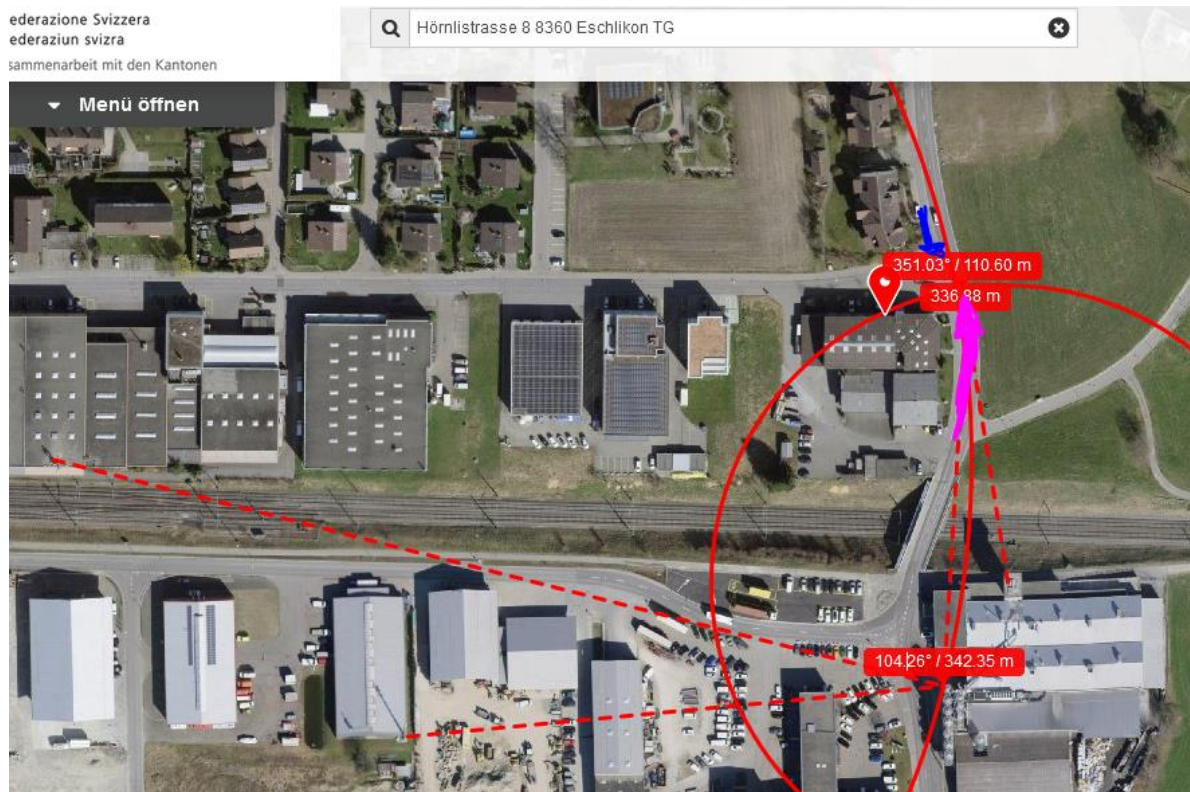 ederazione Svizzera
ederaziun svizra
sammenarbeit mit den Kantonen
Hörnlistrasse 8 8360 Eschlikon TG
Menü öffnen
351.03° / 110.60 m
336.88 m
104.26° / 342.35 m